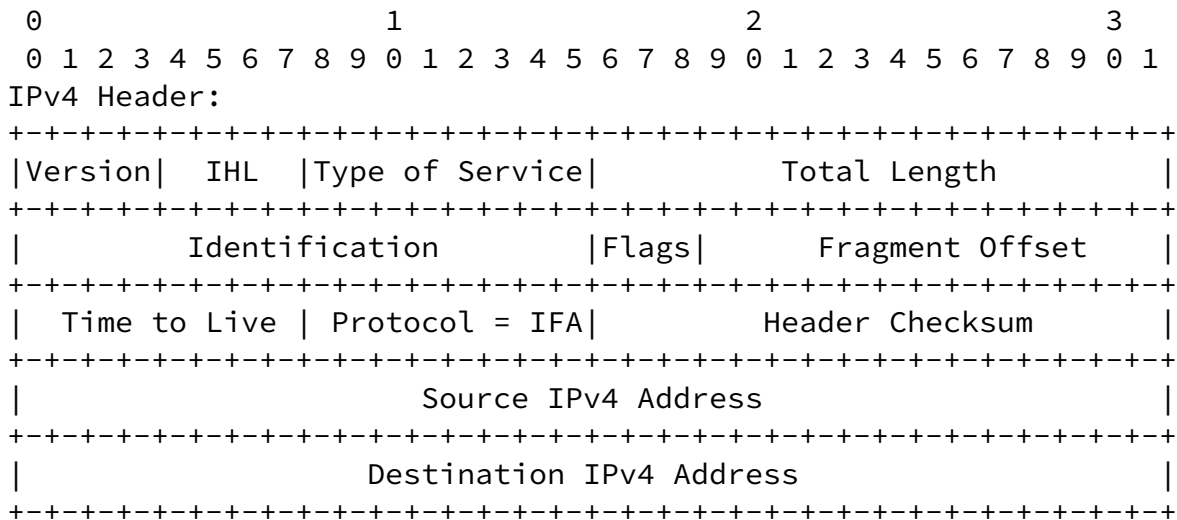 0                   1                   2                   3
 0 1 2 3 4 5 6 7 8 9 0 1 2 3 4 5 6 7 8 9 0 1 2 3 4 5 6 7 8 9 0 1
IPv4 Header:
+-+-+-+-+-+-+-+-+-+-+-+-+-+-+-+-+-+-+-+-+-+-+-+-+-+-+-+-+-+-+-+-+
|Version|  IHL  |Type of Service|          Total Length         |
+-+-+-+-+-+-+-+-+-+-+-+-+-+-+-+-+-+-+-+-+-+-+-+-+-+-+-+-+-+-+-+-+
|         Identification        |Flags|      Fragment Offset    |
+-+-+-+-+-+-+-+-+-+-+-+-+-+-+-+-+-+-+-+-+-+-+-+-+-+-+-+-+-+-+-+-+
|  Time to Live | Protocol = IFA|         Header Checksum       |
+-+-+-+-+-+-+-+-+-+-+-+-+-+-+-+-+-+-+-+-+-+-+-+-+-+-+-+-+-+-+-+-+
|                      Source IPv4 Address                      |
+-+-+-+-+-+-+-+-+-+-+-+-+-+-+-+-+-+-+-+-+-+-+-+-+-+-+-+-+-+-+-+-+
|                   Destination IPv4 Address                    |
+-+-+-+-+-+-+-+-+-+-+-+-+-+-+-+-+-+-+-+-+-+-+-+-+-+-+-+-+-+-+-+-+